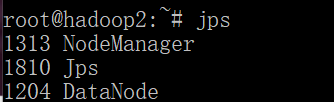 root@hadoop2:~# jps
1313 NodeManager
1810 Jps
1204 DataNode